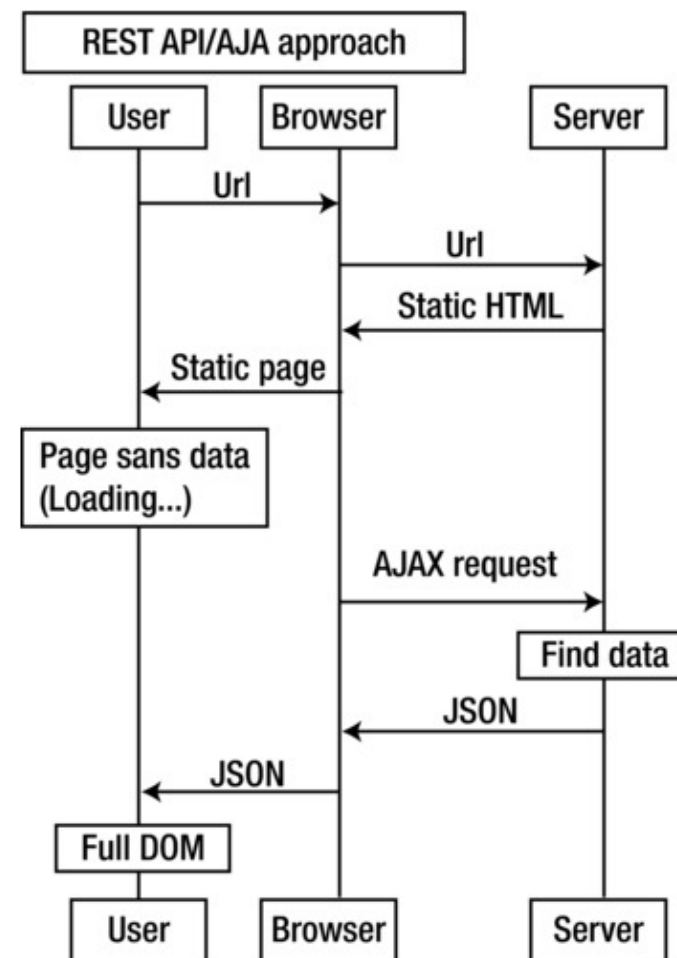 REST API/AJA approach
User
Browser
Server
Url
Url
Static HTML
Static page
Page sans data
(Loading...)
AJAX request
Find data
JSON
JSON
Full DOM
User
Browser
Server